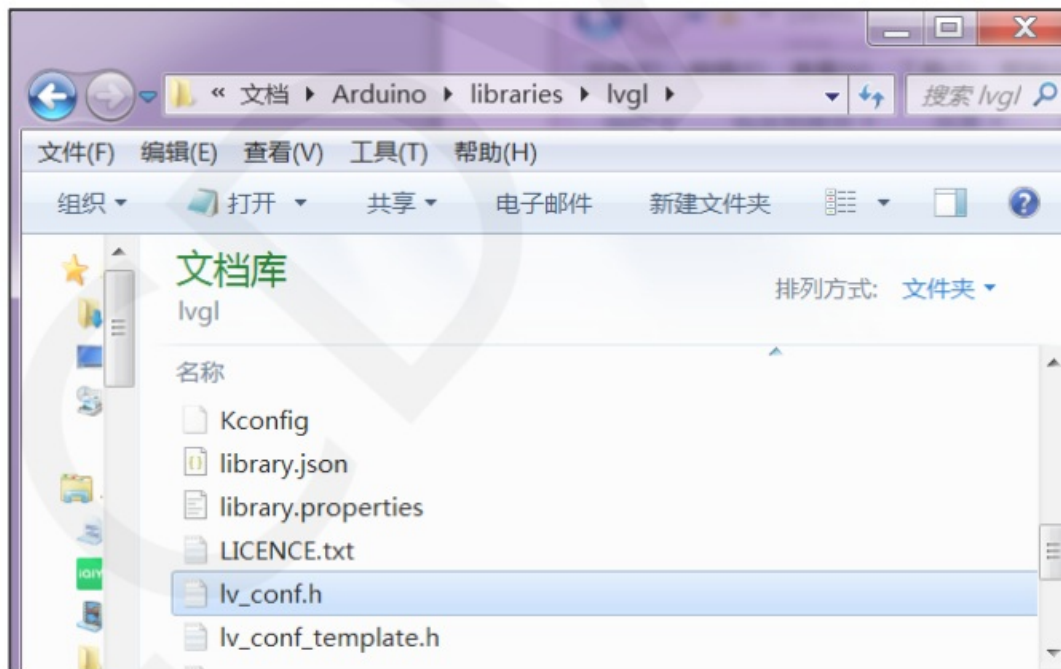 « 文档 Arduino libraries lvgl 搜索 lvgl
文件(F) 编辑(E) 查看(V) 工具(T) 帮助(H)
组织 打开 共享 电子邮件 新建文件夹
文档库
lvgl
排列方式: 文件夹
名称
Kconfig
library.json
library.properties
LICENCE.txt
lv_conf.h
lv_conf_template.h